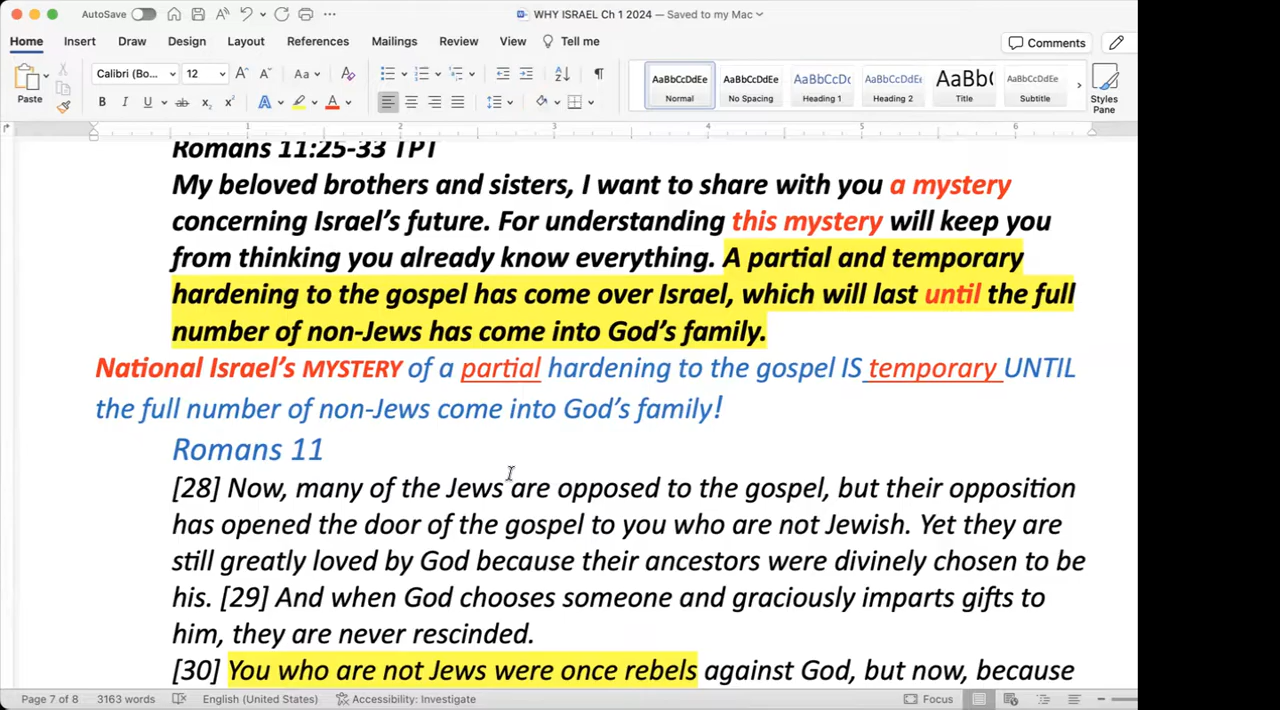 AutoSave
WHY ISRAEL Ch 1 2024 — Saved to my Mac
Home Insert Draw Design Layout References Mailings Review View Tell me
Comments
Paste
Calibri (Bo... 12
AaBbCcDdEe AaBbCcDdEe AaBbCcDc AaBbCcDdEe AaBb( AaBbCcDdEe
Normal No Spacing Heading 1 Heading 2 Title Subtitle
Styles
Pane
1 2 3 4 5 6
Romans 11:25-33 TPT
My beloved brothers and sisters, I want to share with you a mystery
concerning Israel’s future. For understanding this mystery will keep you
from thinking you already know everything. A partial and temporary
hardening to the gospel has come over Israel, which will last until the full
number of non-Jews has come into God’s family.
National Israel’s MYSTERY of a partial hardening to the gospel IS temporary UNTIL
the full number of non-Jews come into God’s family!
Romans 11
[28] Now, many of the Jews are opposed to the gospel, but their opposition
has opened the door of the gospel to you who are not Jewish. Yet they are
still greatly loved by God because their ancestors were divinely chosen to be
his. [29] And when God chooses someone and graciously imparts gifts to
him, they are never rescinded.
[30] You who are not Jews were once rebels against God, but now, because
Page 7 of 8 3163 words English (United States) Accessibility: Investigate Focus